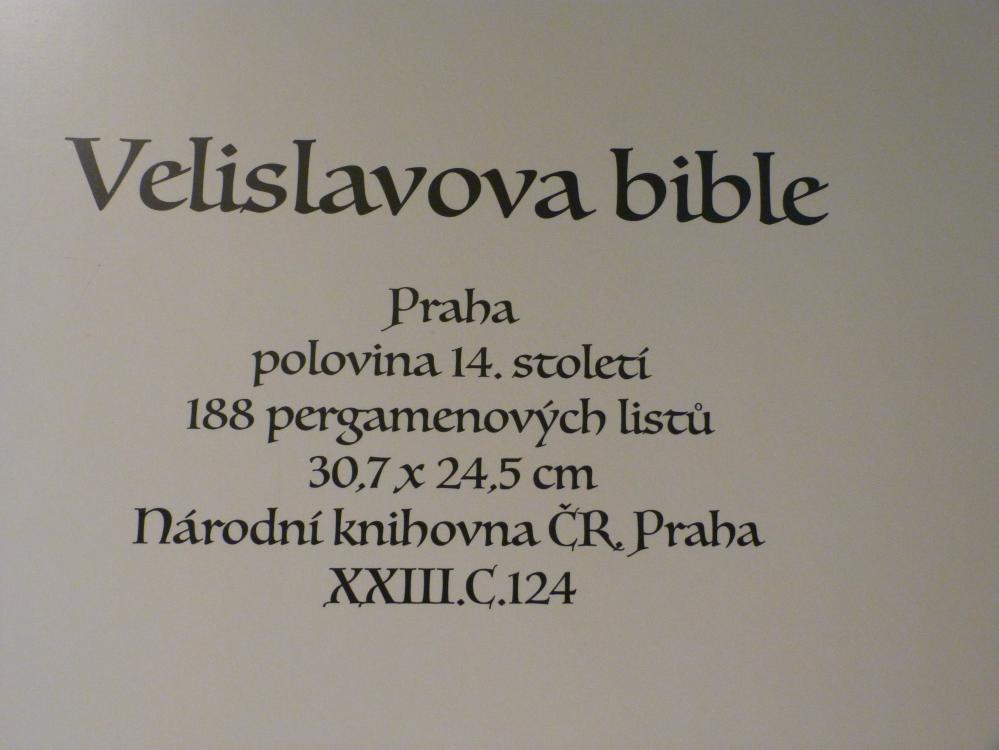 Velislavova bible
Praha
polovina 14. století
188 pergamenových listů
30,7 x 24,5 cm
Národní knihovna ČR, Praha
XXIII.C.124